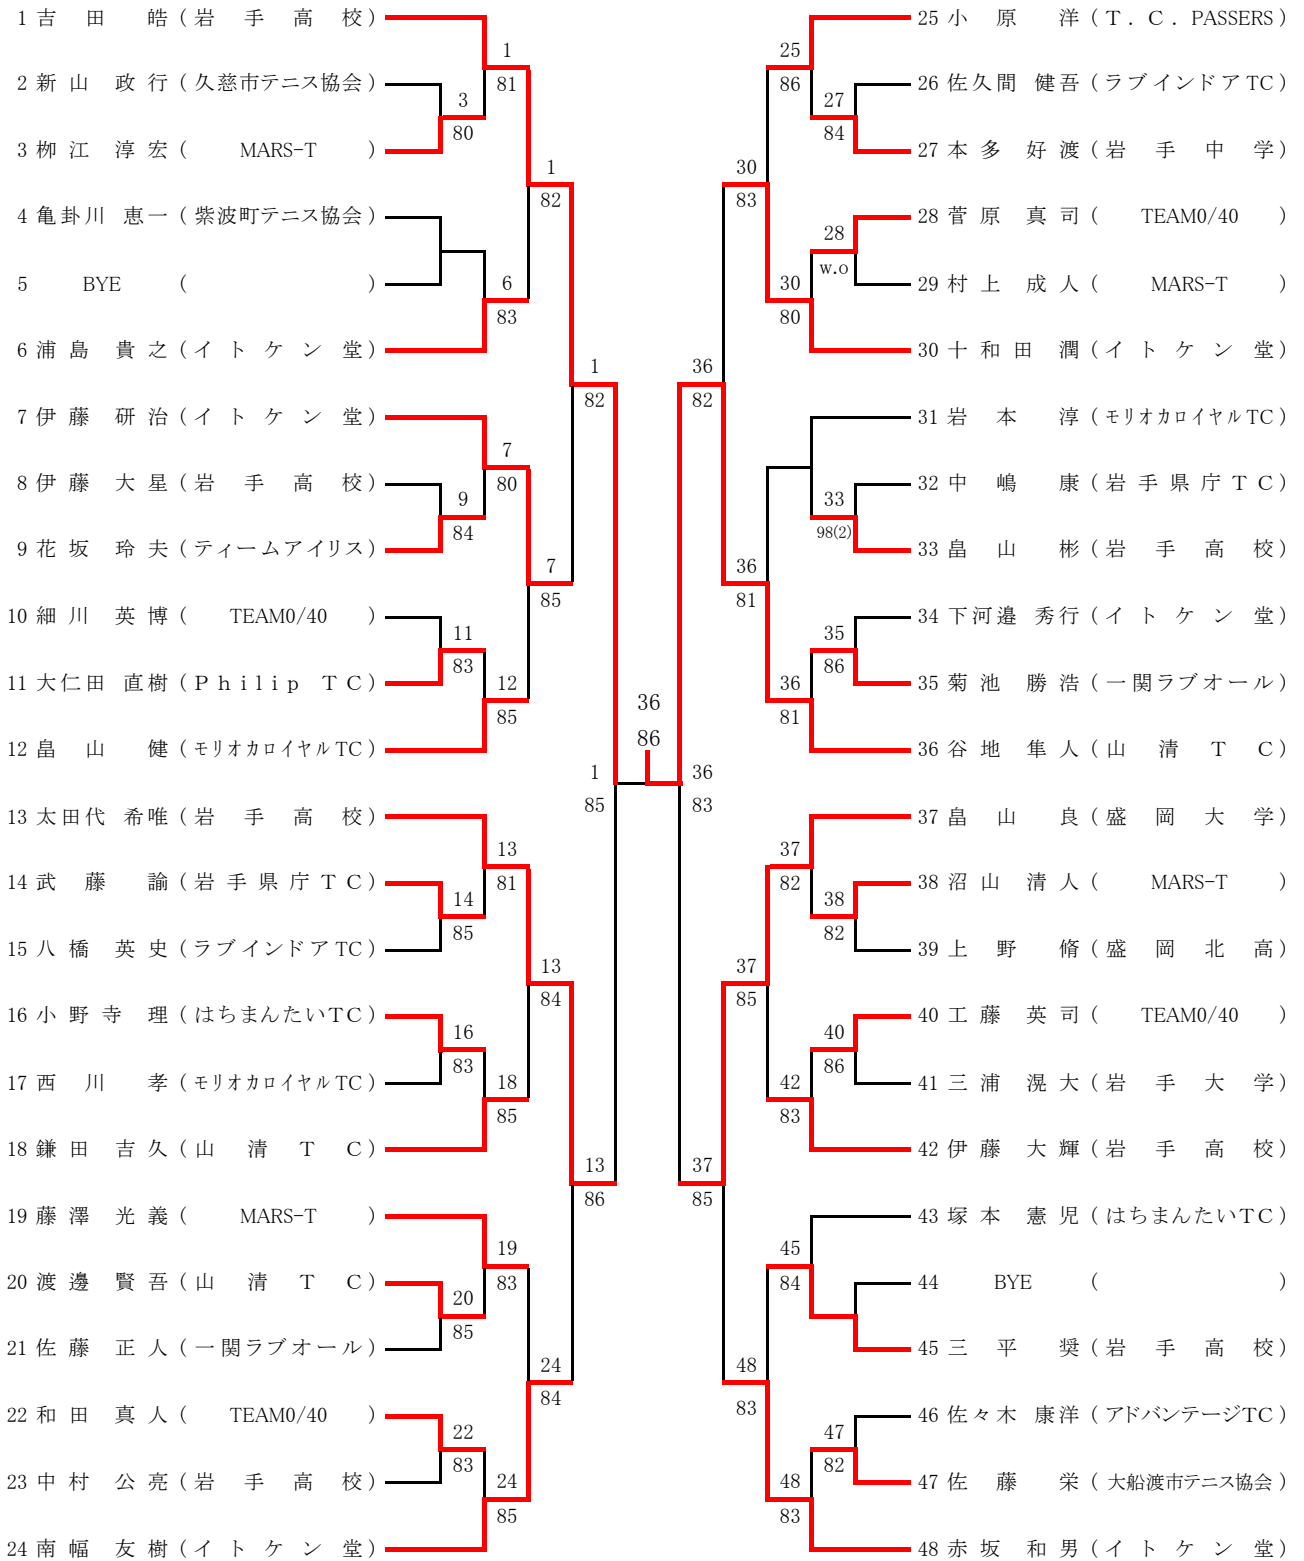 1 吉田 皓 (岩手高校)
1
81
2 新山 政行 (久慈市テニス協会)
3
80
3 栁江 淳宏 (MARS-T)
1
82
4 亀卦川 恵一 (紫波町テニス協会)
5 BYE ( )
6
83
6 浦島 貴之 (イトケン堂)
1
82
7 伊藤 研治 (イトケン堂)
7
80
8 伊藤 大星 (岩手高校)
9
84
9 花坂 玲夫 (ティームアイリス)
7
85
10 細川 英博 (TEAM0/40)
11
83
11 大仁田 直樹 (Philip TC)
12
85
12 畠山 健 (モリオカロイヤルTC)
1
85
13 太田代 希唯 (岩手高校)
13
81
14 武藤 諭 (岩手県庁TC)
14
85
15 八橋 英史 (ラブインドアTC)
13
84
16 小野寺 理 (はちまんたいTC)
16
83
17 西川 孝 (モリオカロイヤルTC)
18
85
18 鎌田 吉久 (山清TC)
13
86
19 藤澤 光義 (MARS-T)
19
83
20 渡邊 賢吾 (山清TC)
20
85
21 佐藤 正人 (一関ラブオール)
24
84
22 和田 真人 (TEAM0/40)
22
83
23 中村 公亮 (岩手高校)
24
85
24 南幅 友樹 (イトケン堂)
36
86
25 小原 洋 (T.C.PASSERS)
25
86
26 佐久間 健吾 (ラブインドアTC)
27
84
27 本多 好渡 (岩手中学)
30
83
28 菅原 真司 (TEAM0/40)
28
w.o
29 村上 成人 (MARS-T)
30
80
30 十和田 潤 (イトケン堂)
36
82
31 岩本 淳 (モリオカロイヤルTC)
32 中嶋 康 (岩手県庁TC)
33
98(2)
33 畠山 彬 (岩手高校)
36
81
34 下河邉 秀行 (イトケン堂)
35
86
35 菊池 勝浩 (一関ラブオール)
36
81
36 谷地 隼人 (山清TC)
36
83
37 畠山 良 (盛岡大学)
37
82
38 沼山 清人 (MARS-T)
38
82
39 上野 脩 (盛岡北高)
37
85
40 工藤 英司 (TEAM0/40)
40
86
41 三浦 滉大 (岩手大学)
42
83
42 伊藤 大輝 (岩手高校)
37
85
43 塚本 憲児 (はちまんたいTC)
45
84
44 BYE ( )
45 三平 奨 (岩手高校)
48
83
46 佐々木 康洋 (アドバンテージTC)
47
82
47 佐藤 栄 (大船渡市テニス協会)
48
83
48 赤坂 和男 (イトケン堂)